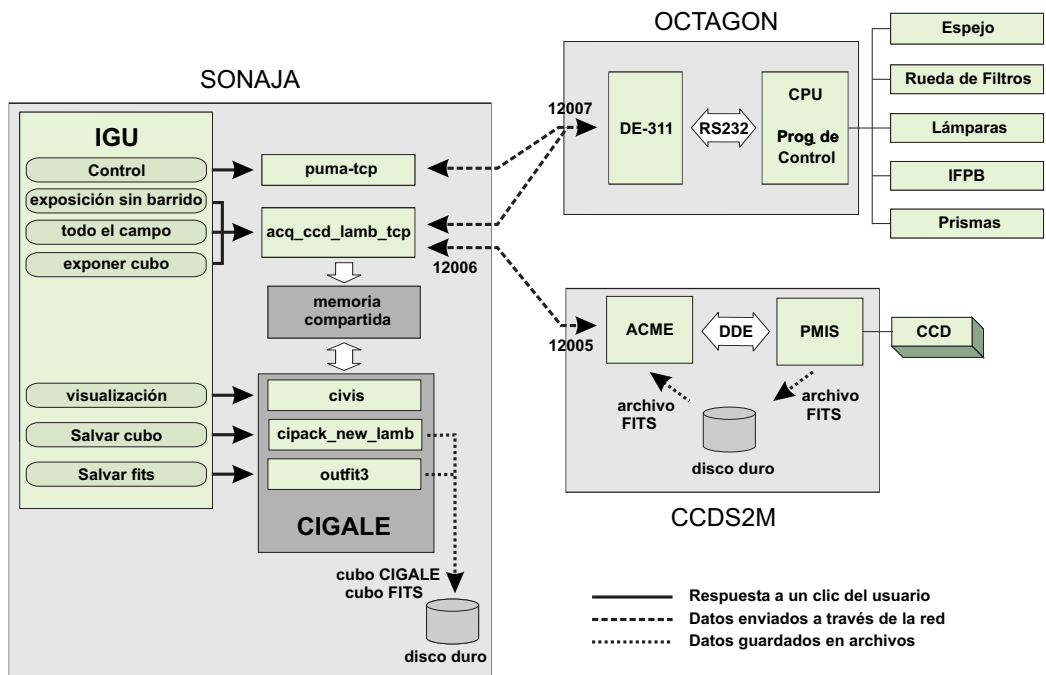 SONAJA
IGU
Control
exposición sin barrido
todo el campo
exponer cubo
visualización
Salvar cubo
Salvar fits
puma-tcp
acq_ccd_lamb_tcp
memoria
compartida
civis
cipack_new_lamb
outfit3
CIGALE
cubo CIGALE
cubo FITS
disco duro
12007
12006
12005
OCTAGON
DE-311
RS232
CPU
Prog. de
Control
Espejo
Rueda de Filtros
Lámparas
IFPB
Prismas
ACME
DDE
PMIS
CCD
archivo
FITS
archivo
FITS
disco duro
CCDS2M
Respuesta a un clic del usuario
Datos enviados a través de la red
Datos guardados en archivos